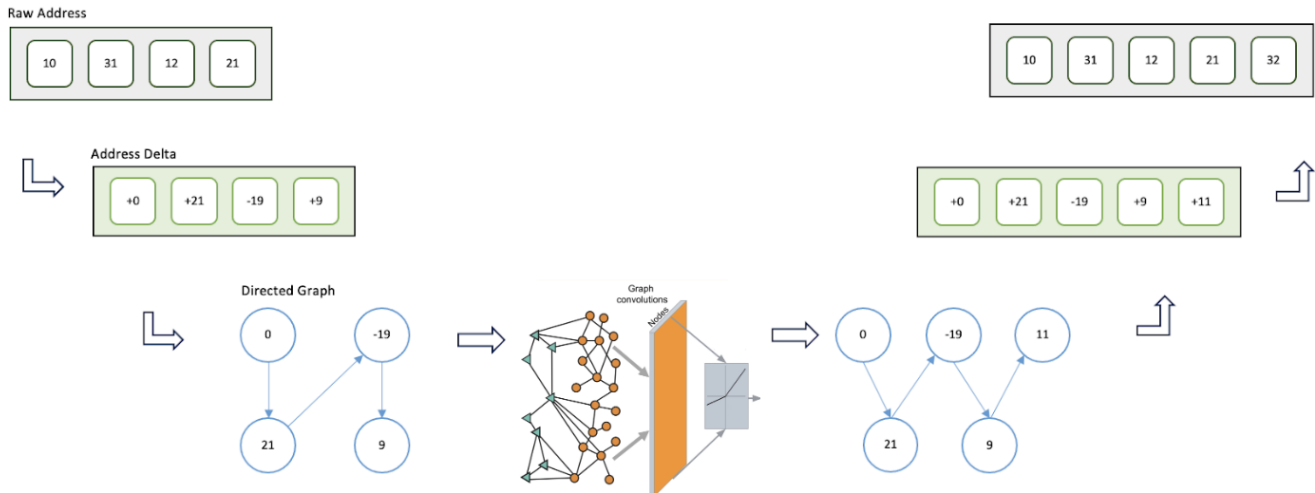 Raw Address
10 31 12 21
10 31 12 21 32
Address Delta
+0 +21 -19 +9
+0 +21 -19 +9 +11
Directed Graph
0 -19
21 9
Graph
convolutions
Nodes
0 -19 11
21 9